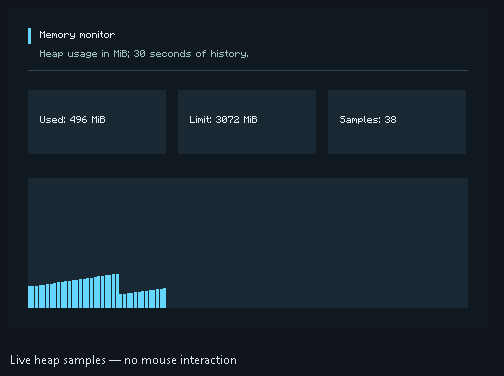 Memory monitor
Heap usage in MiB; 30 seconds of history.
Used: 496 MiB
Limit: 3072 MiB
Samples: 38
Live heap samples — no mouse interaction